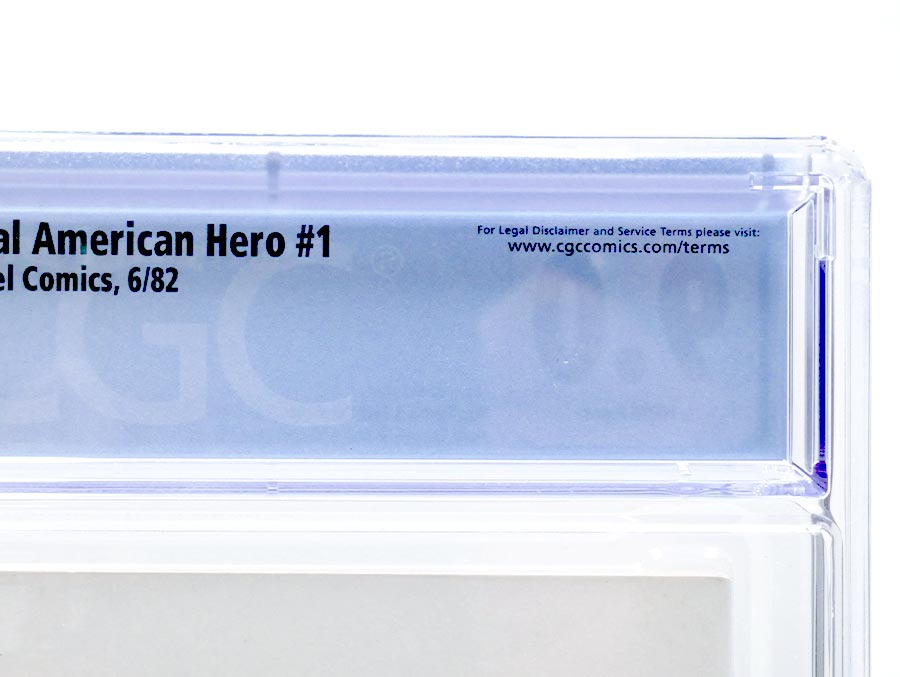 al American Hero #1
el Comics, 6/82
For Legal Disclaimer and Service Terms please visit:
www.cgccomics.com/terms
CGC®